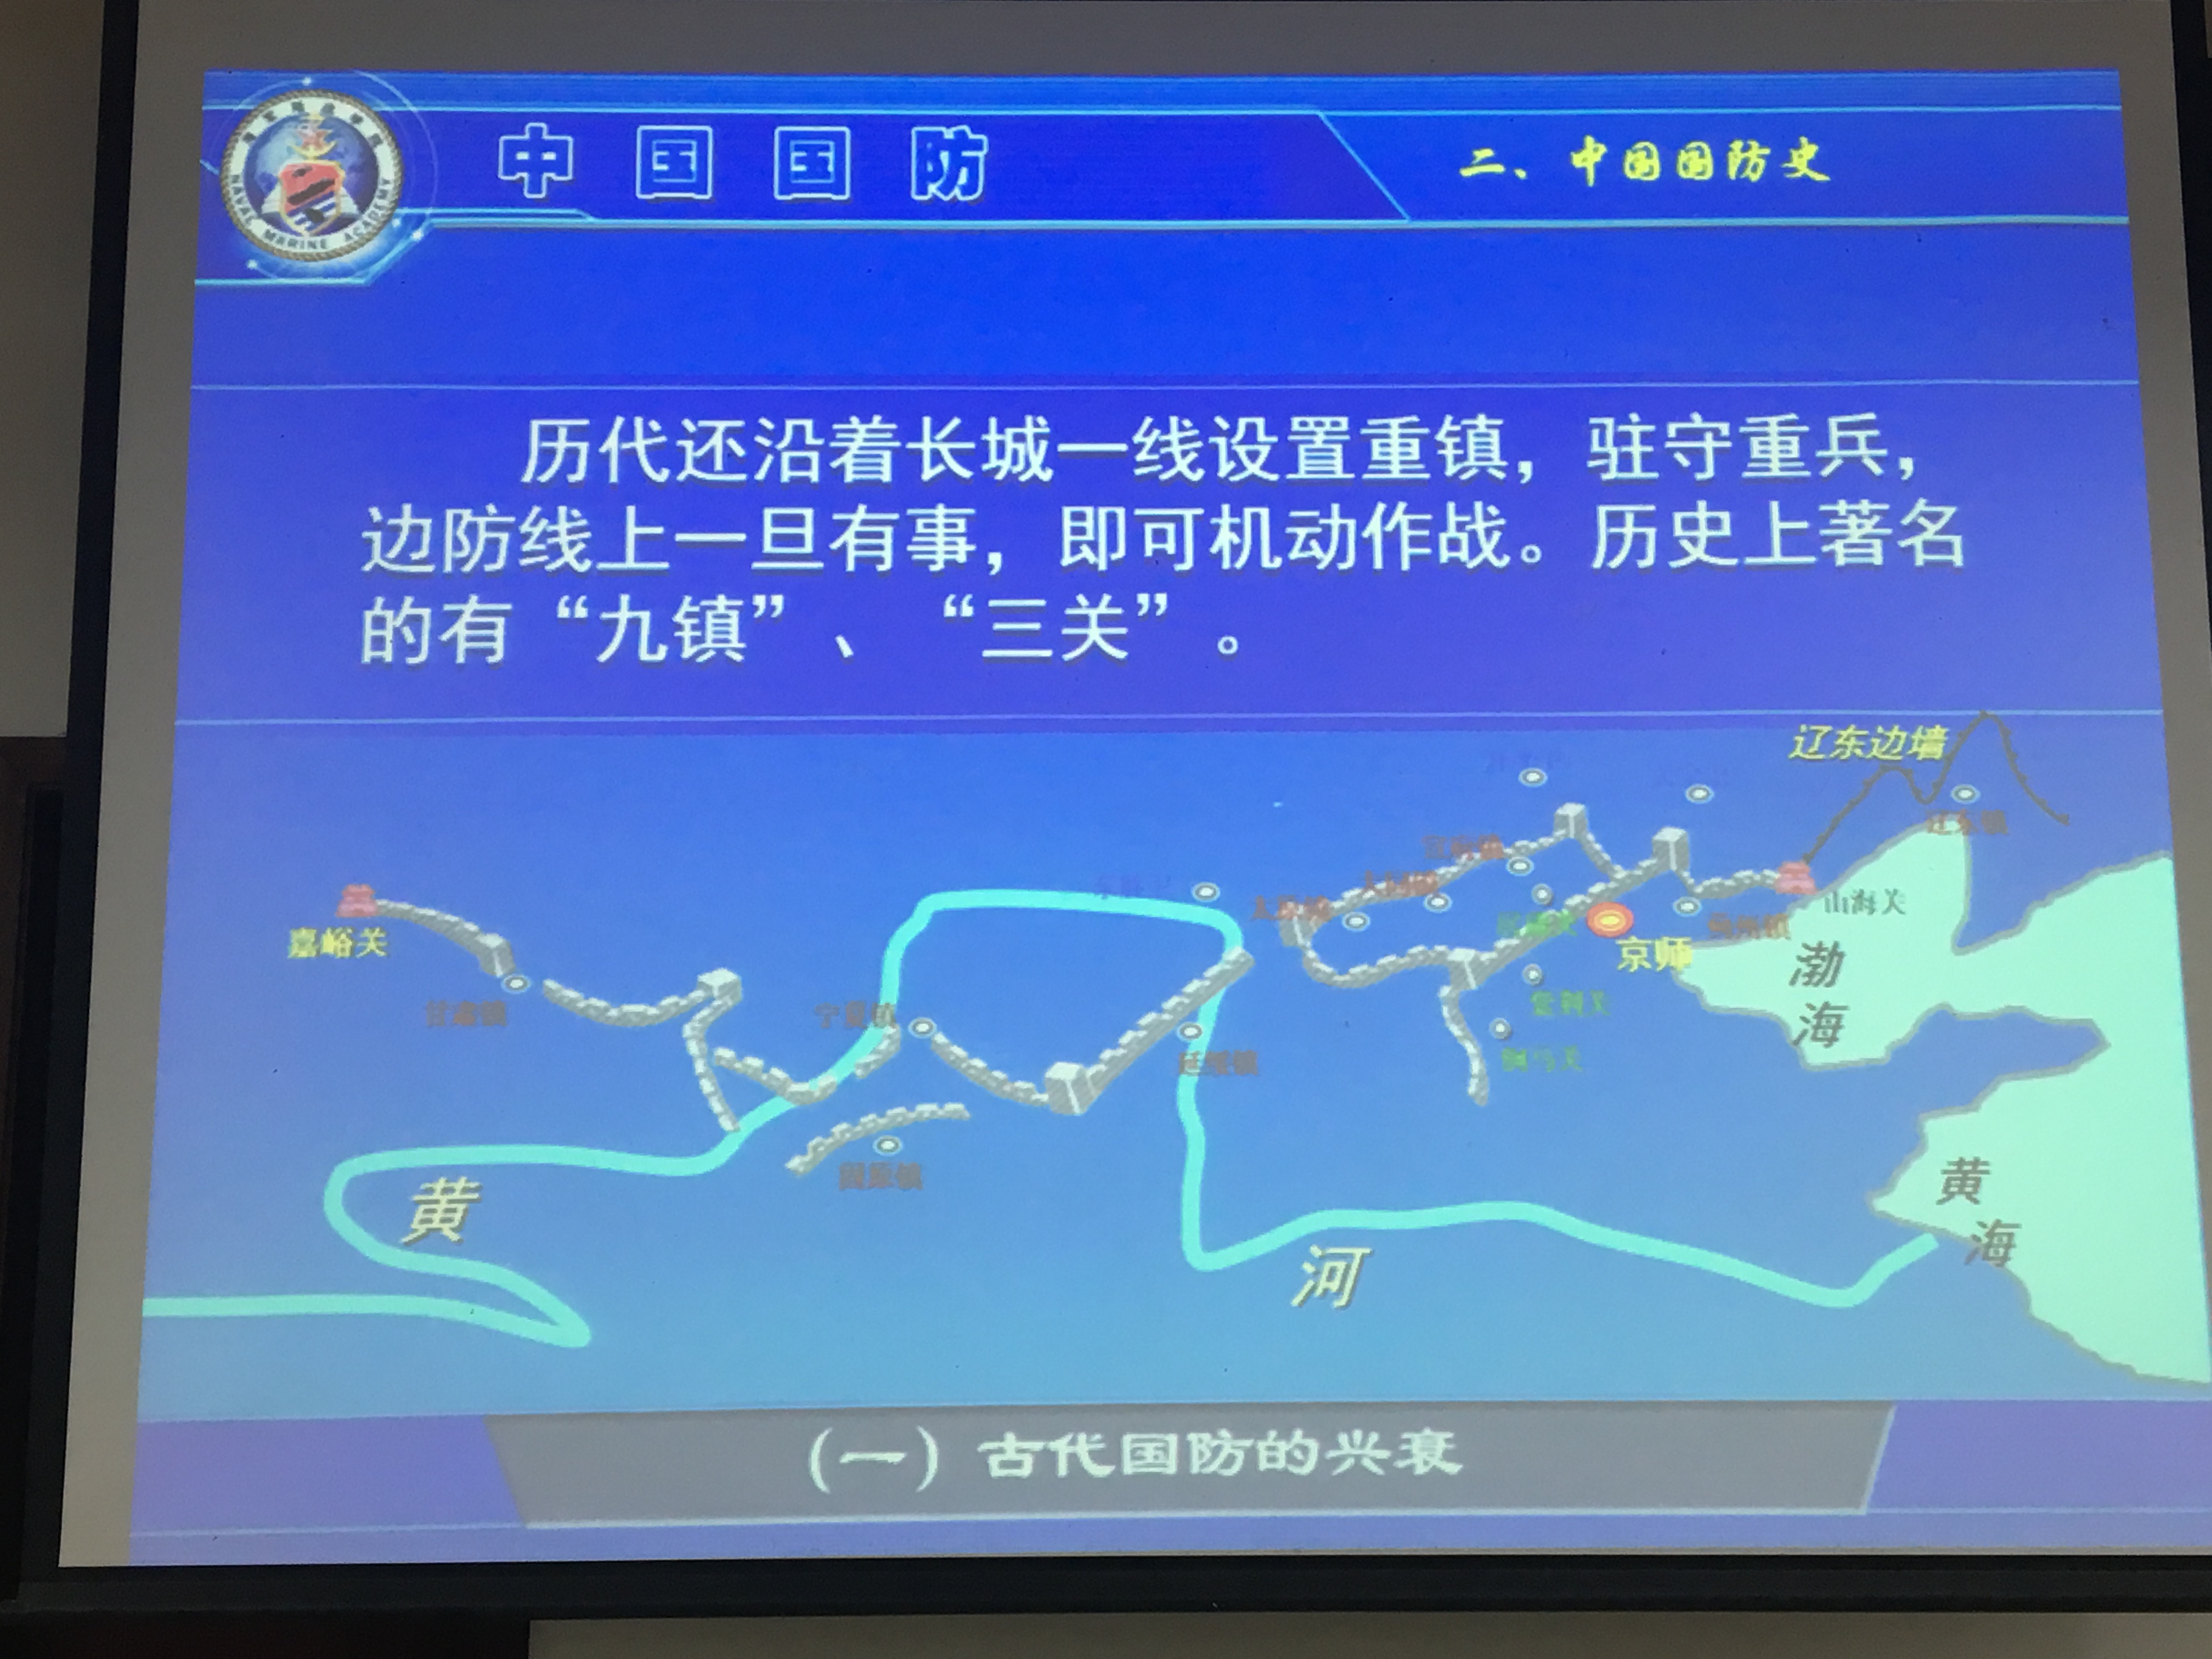 中国国防
二、中国国防史
NAVAL MARINE ACADEMY
历代还沿着长城一线设置重镇，驻守重兵，
边防线上一旦有事，即可机动作战。历史上著名
的有“九镇”、“三关”。
辽东边墙
辽东镇
宣府镇
大同镇
太原镇
嘉峪关
山海关
蓟州镇
京师
渤海
甘肃镇
宁夏镇
紫荆关
延绥镇
倒马关
固原镇
黄河
黄海
（一）古代国防的兴衰